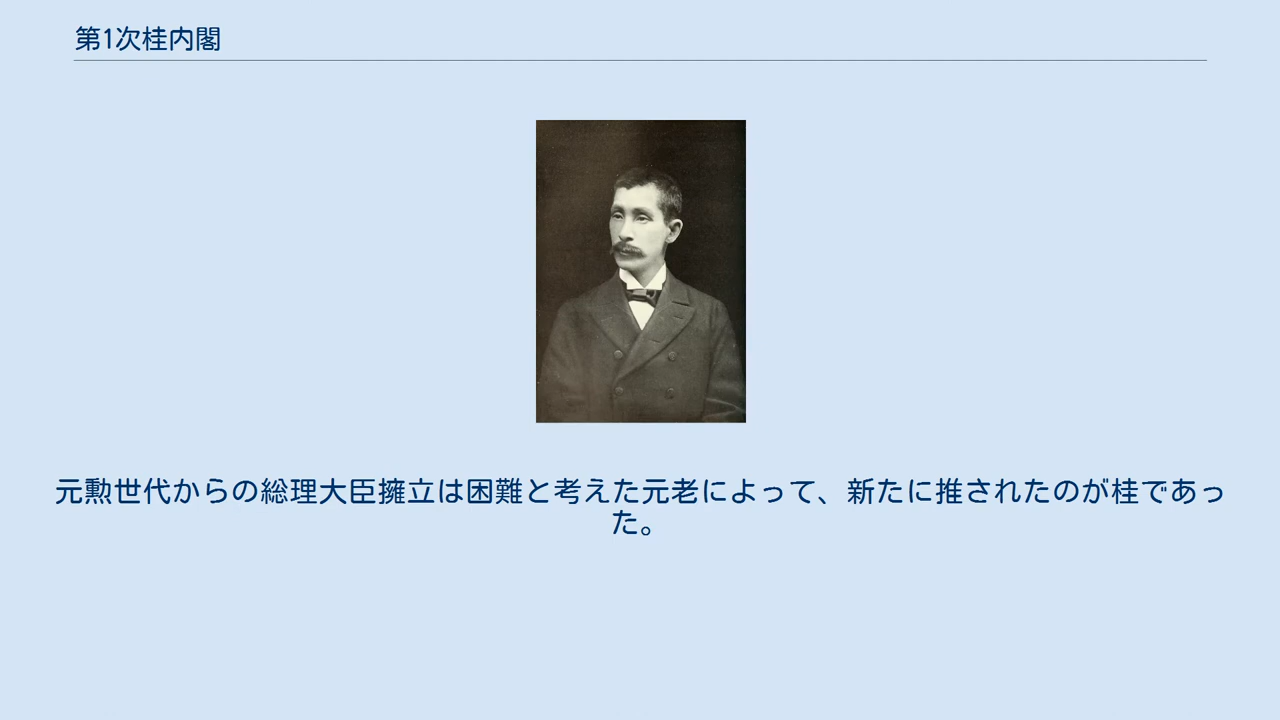 第1次桂内閣
元勲世代からの総理大臣擁立は困難と考えた元老によって、新たに推されたのが桂であっ
た。